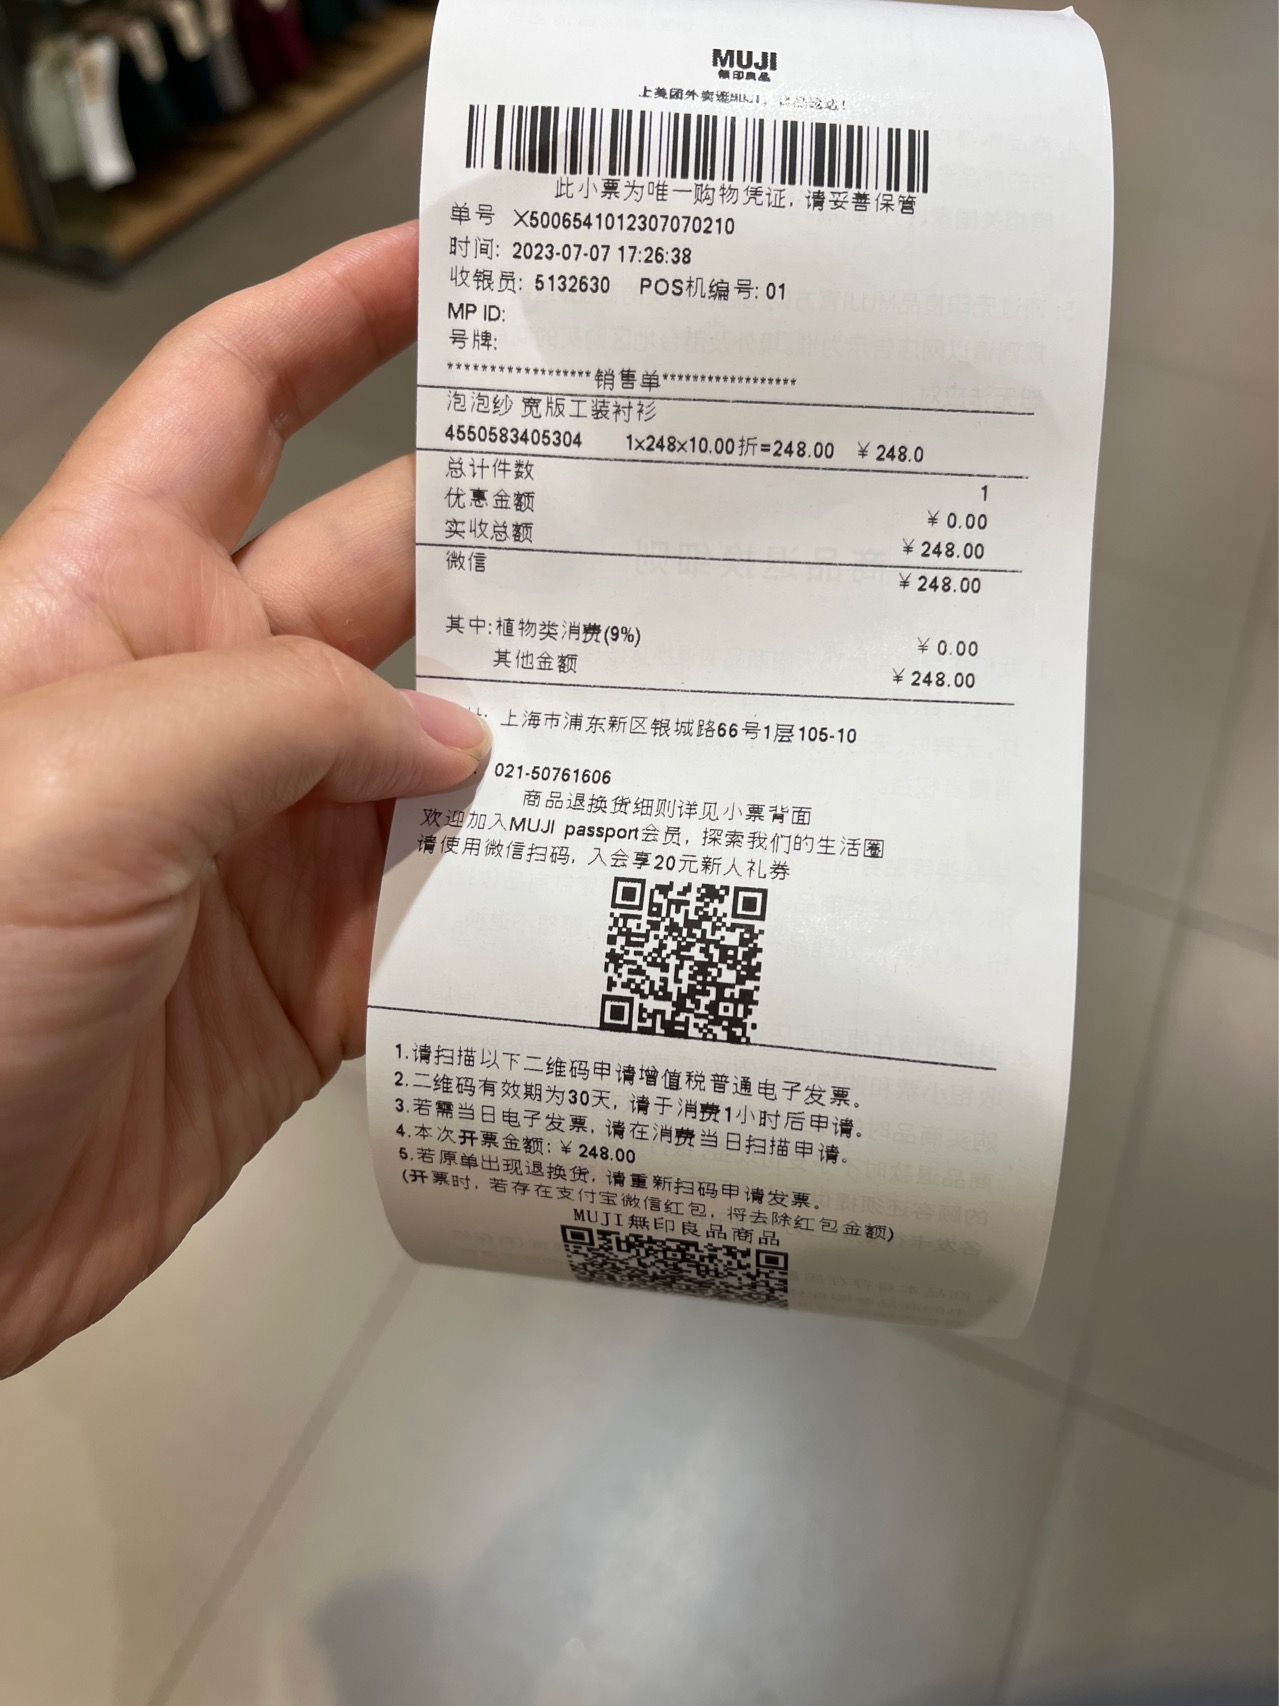 MUJI
無印良品
上美团外卖逛MUJI,
此小票为唯一购物凭证, 请妥善保管
单号 X5006541012307070210
时间: 2023-07-07 17:26:38
收银员: 5132630 POS机编号: 01
MP ID:
号牌:
******************销售单*****************
泡泡纱 宽版工装衬衫
4550583405304 1x248x10.00折=248.00 ¥ 248.0
总计件数 1
优惠金额 ¥ 0.00
实收总额 ¥ 248.00
微信 ¥ 248.00
其中:植物类消费(9%) ¥ 0.00
其他金额 ¥ 248.00
址: 上海市浦东新区银城路66号1层105-10
021-50761606
商品退换货细则详见小票背面
欢迎加入MUJI passport会员, 探索我们的生活圈
请使用微信扫码, 入会享20元新人礼券
1.请扫描以下二维码申请增值税普通电子发票。
2.二维码有效期为30天, 请于消费1小时后申请。
3.若需当日电子发票, 请在消费当日扫描申请。
4.本次开票金额: ¥ 248.00
5.若原单出现退换货, 请重新扫码申请发票。
(开票时, 若存在支付宝微信红包, 将去除红包金额)
MUJI無印良品商品